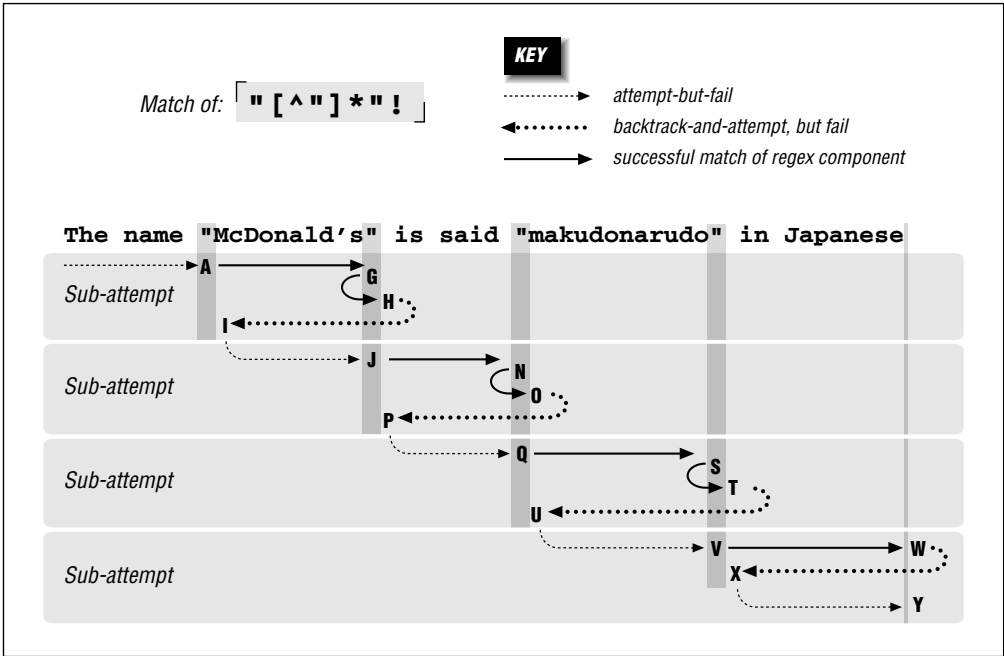 KEY
Match of: "[^"]*"!
attempt-but-fail
backtrack-and-attempt, but fail
successful match of regex component
The name "McDonald's" is said "makudonarudo" in Japanese
A
G
Sub-attempt
H
I
J
N
Sub-attempt
O
P
Q
S
Sub-attempt
T
U
V W
X
Sub-attempt
Y